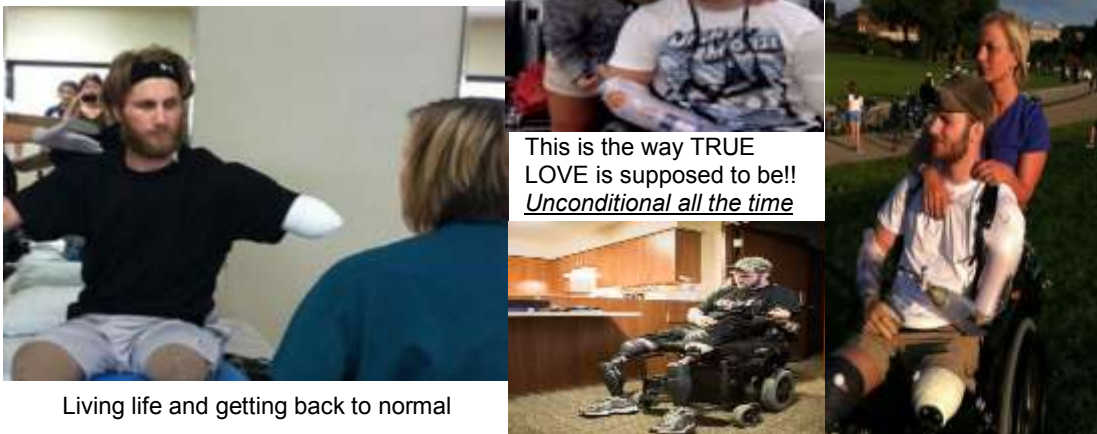 This is the way TRUE
LOVE is supposed to be!!
Unconditional all the time
Living life and getting back to normal